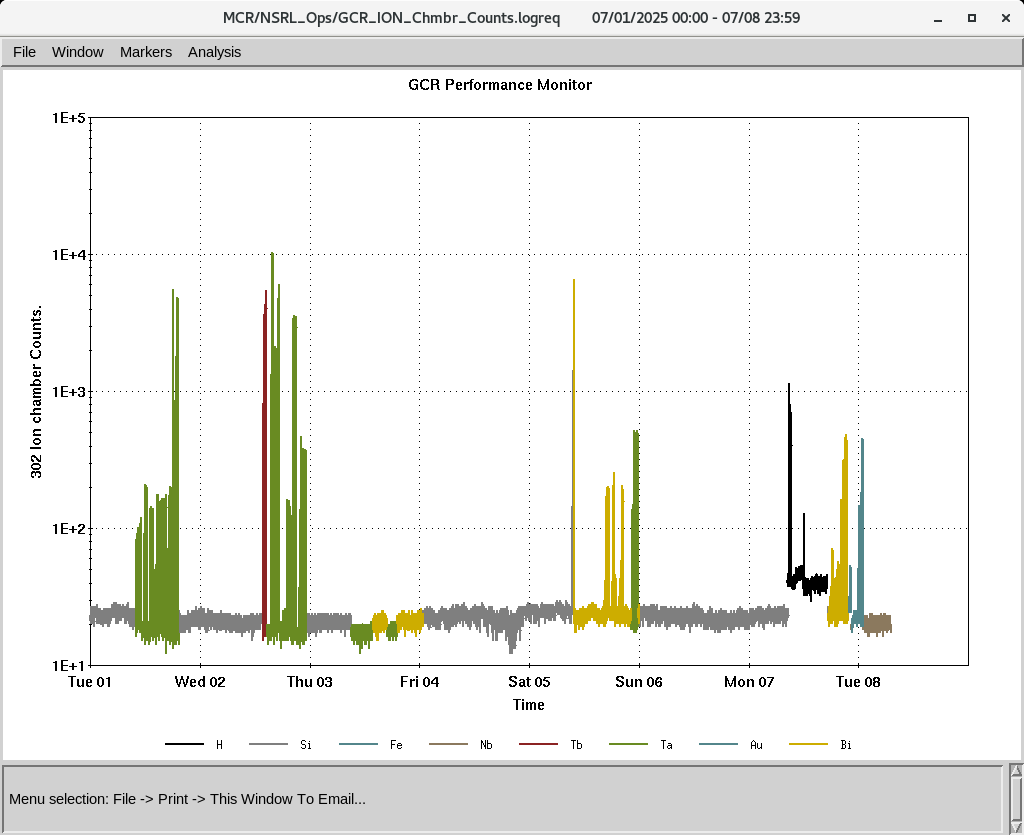 MCR/NSRL_Ops/GCR_ION_Chmbr_Counts.logreq 07/01/2025 00:00 - 07/08 23:59
File Window Markers Analysis
GCR Performance Monitor
1E+5
1E+4
1E+3
1E+2
1E+1
302 Ion chamber Counts.
Tue 01 Wed 02 Thu 03 Fri 04 Sat 05 Sun 06 Mon 07 Tue 08
Time
H Si Fe Nb Tb Ta Au Bi
Menu selection: File -> Print -> This Window To Email...